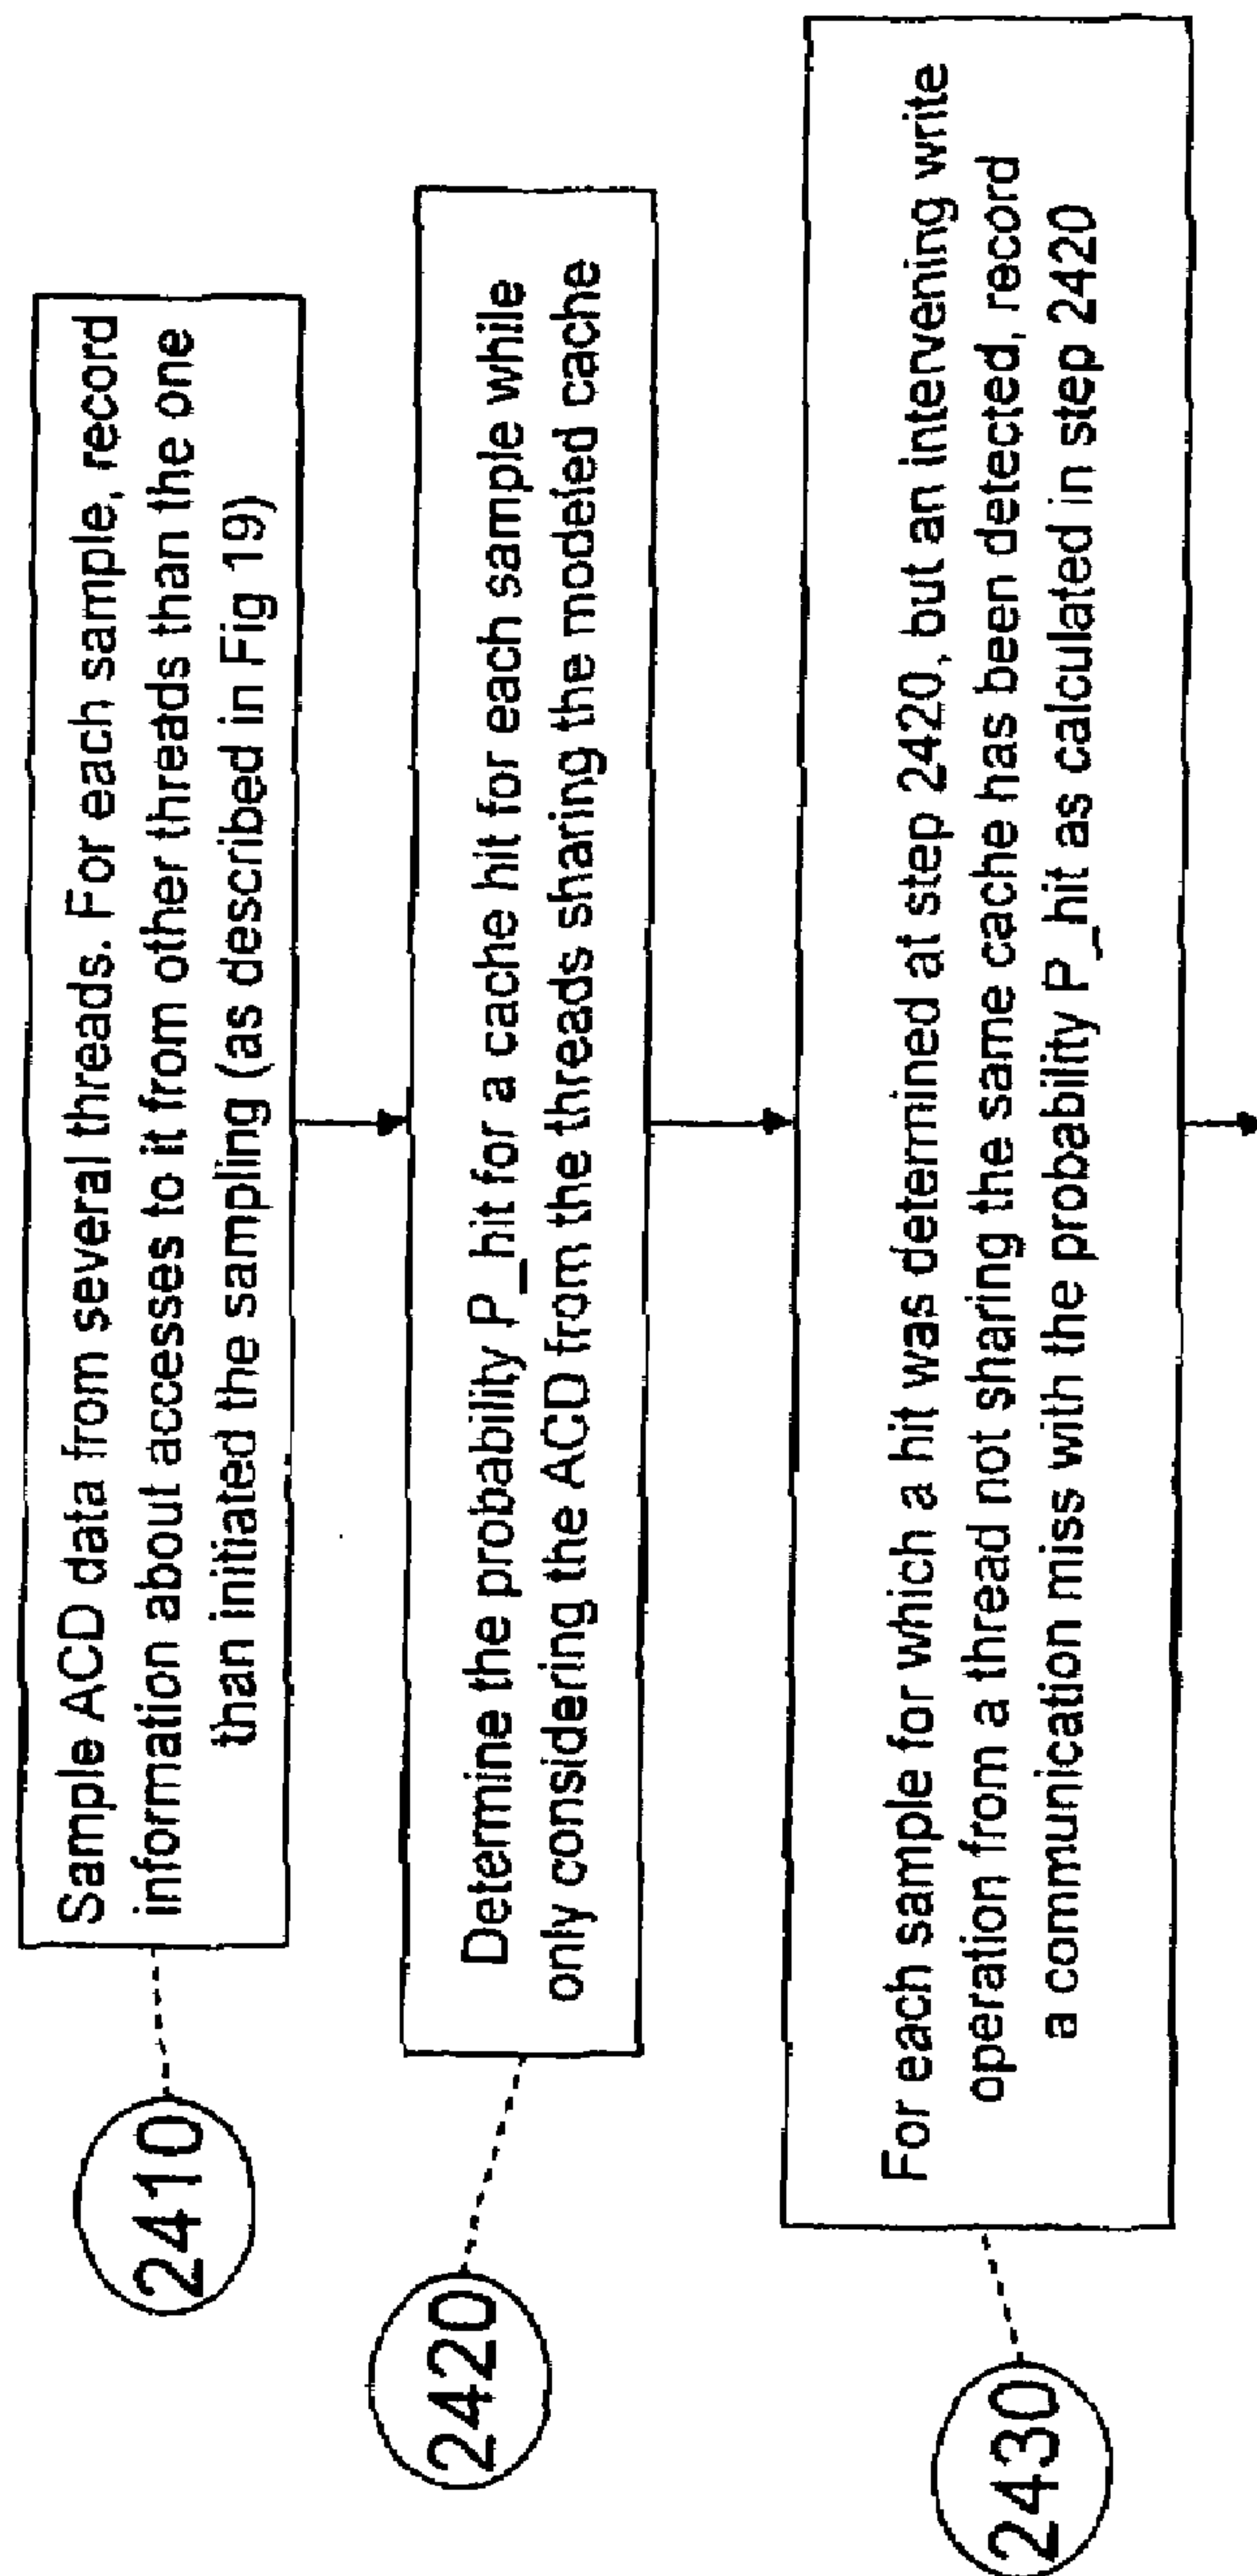 2410
Sample ACD data from several threads. For each sample, record
information about accesses to it from other threads than the one
than initiated the sampling (as described in Fig 19)
2420
Determine the probability P_hit for a cache hit for each sample while
only considering the ACD from the threads sharing the modeled cache
2430
For each sample for which a hit was determined at step 2420, but an intervening write
operation from a thread not sharing the same cache has been detected, record
a communication miss with the probability P_hit as calculated in step 2420